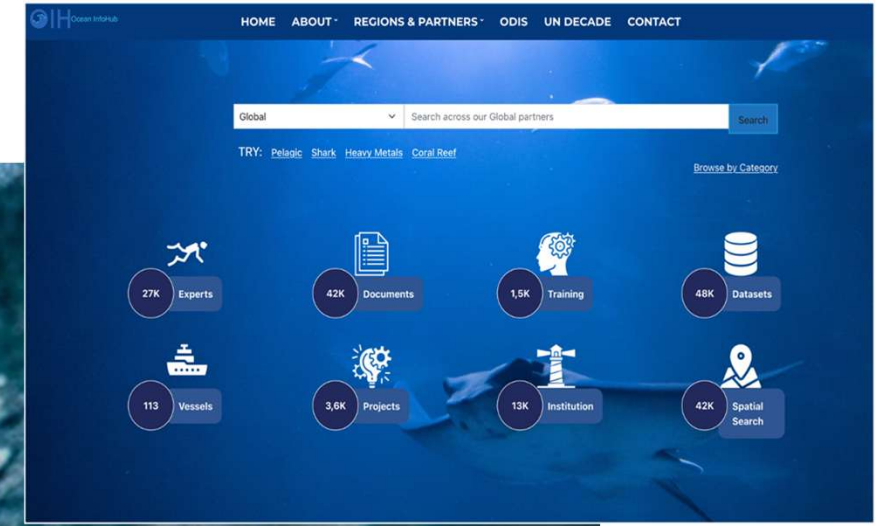 OIH Ocean InfoHub
HOME ABOUT REGIONS & PARTNERS ODIS UN DECADE CONTACT
Global Search across our Global partners Search
TRY: Pelagic Shark Heavy Metals Coral Reef
Browse by Category
27K Experts 42K Documents 1,5K Training 48K Datasets
113 Vessels 3,6K Projects 13K Institution 42K Spatial
Search